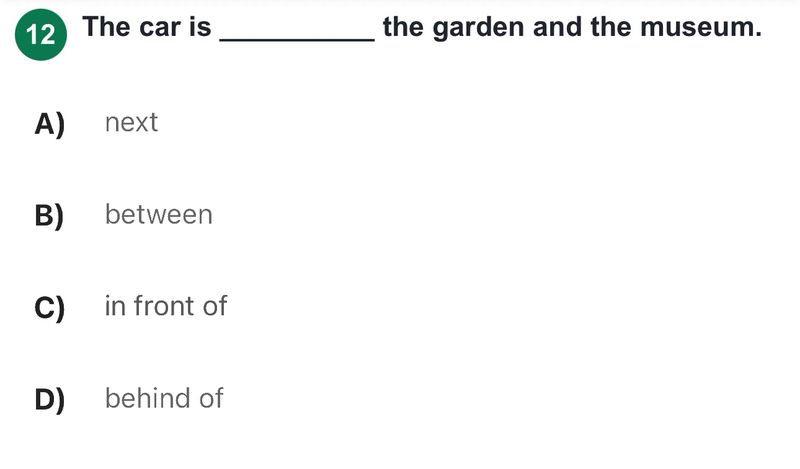 12 The car is __________ the garden and the museum.
A) next
B) between
C) in front of
D) behind of